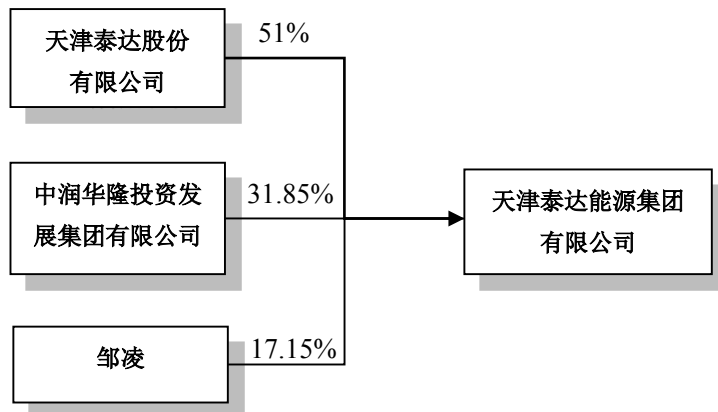 天津泰达股份
有限公司
51%
中润华隆投资发
展集团有限公司
31.85%
天津泰达能源集团
有限公司
邹凌
17.15%